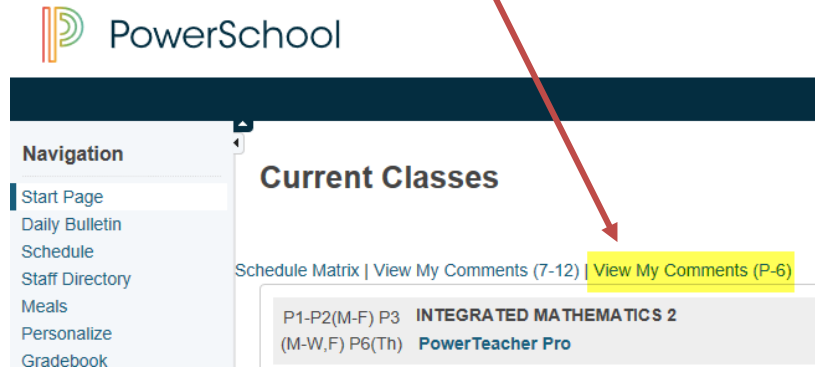 PowerSchool
Navigation
Start Page
Daily Bulletin
Schedule
Staff Directory
Meals
Personalize
Gradebook
Current Classes
Schedule Matrix | View My Comments (7-12) | View My Comments (P-6)
P1-P2(M-F) P3 INTEGRATED MATHEMATICS 2
(M-W,F) P6(Th) PowerTeacher Pro